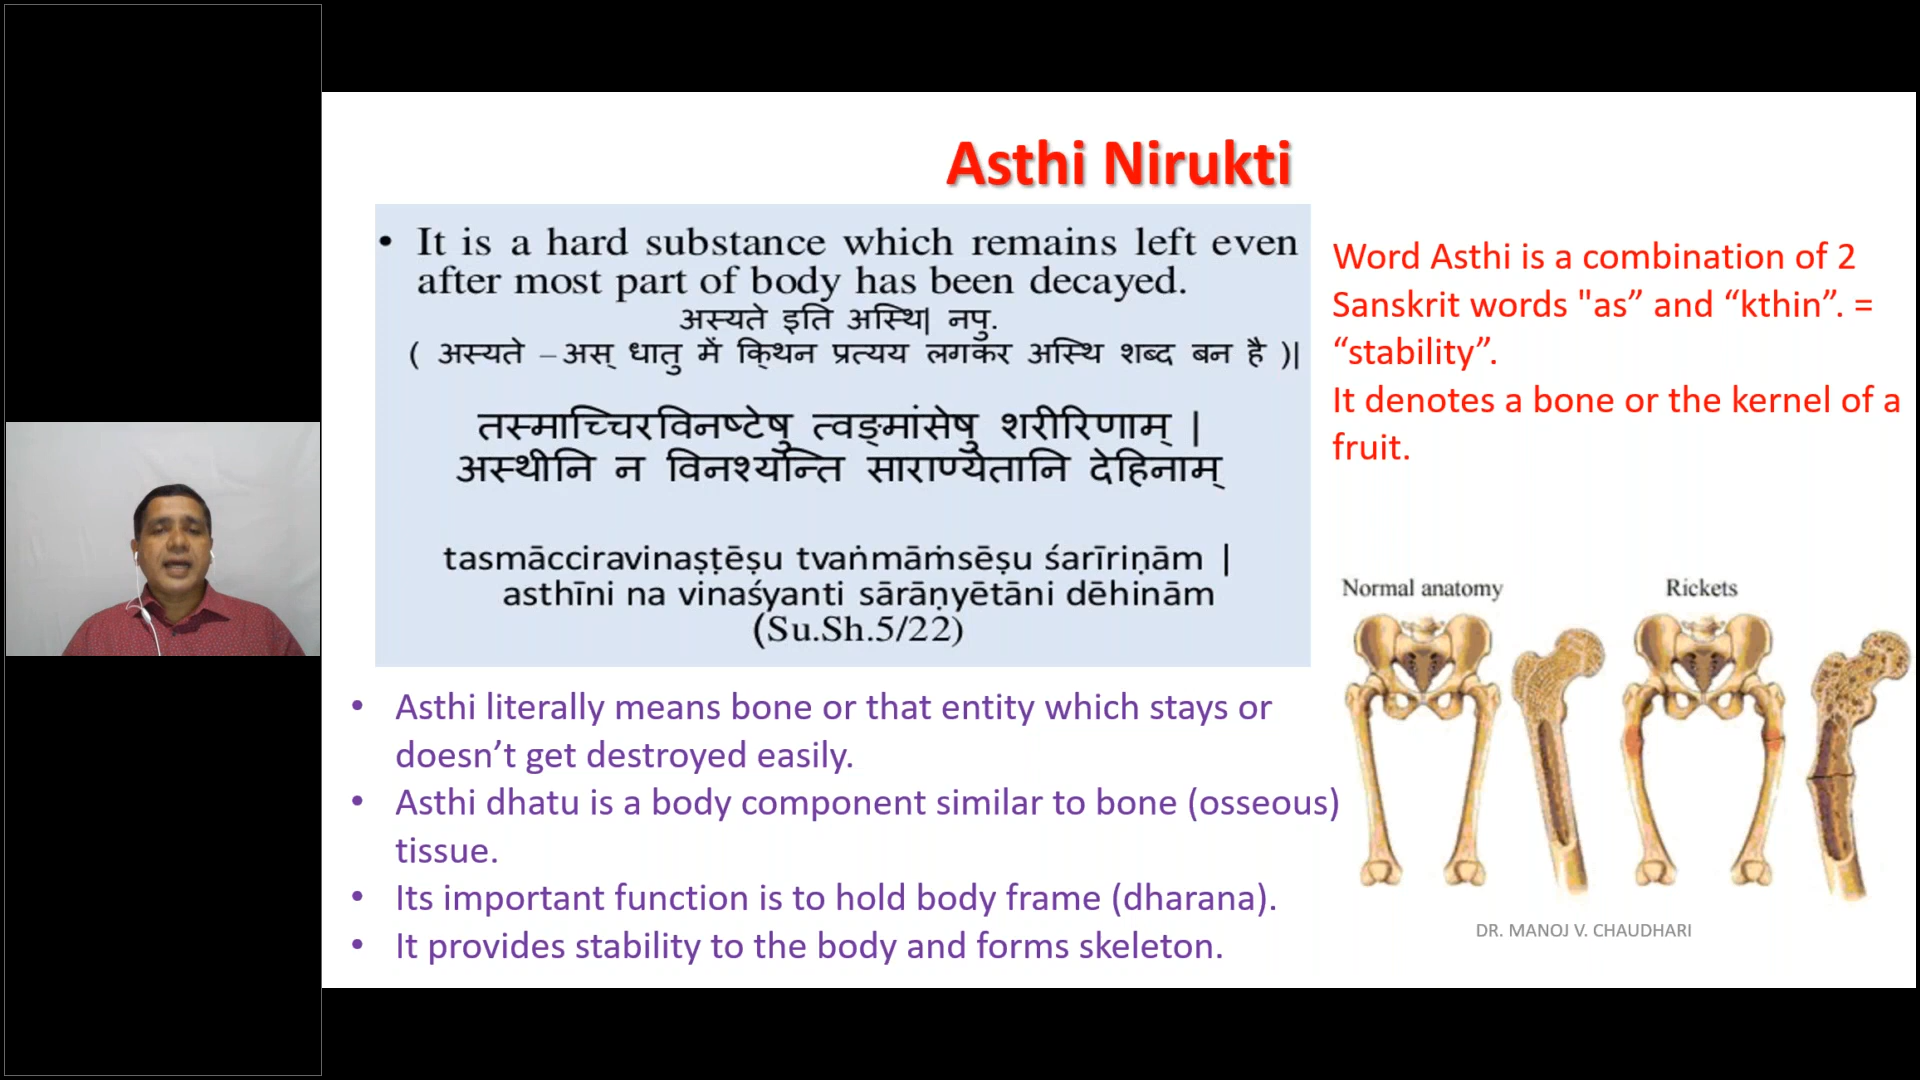 Asthi Nirukti
• It is a hard substance which remains left even
after most part of body has been decayed.
अस्यते इति अस्थि| नपु.
( अस्यते – अस् धातु में क्थिन प्रत्यय लगकर अस्थि शब्द बन है )|
तस्माच्चिरविनष्टेषु त्वङ्मांसेषु शरीरिणाम् |
अस्थीनि न विनश्यन्ति साराण्येतानि देहिनाम्
tasmācciravinaṣṭēṣu tvaṅmāṁsēṣu śarīriṇām |
asthīni na vinaśyanti sārāṇyētāni dēhinām
(Su.Sh.5/22)
Word Asthi is a combination of 2
Sanskrit words "as” and “kthin”. =
“stability”.
It denotes a bone or the kernel of a
fruit.
• Asthi literally means bone or that entity which stays or
doesn’t get destroyed easily.
• Asthi dhatu is a body component similar to bone (osseous)
tissue.
• Its important function is to hold body frame (dharana).
• It provides stability to the body and forms skeleton.
Normal anatomy
Rickets
DR. MANOJ V. CHAUDHARI